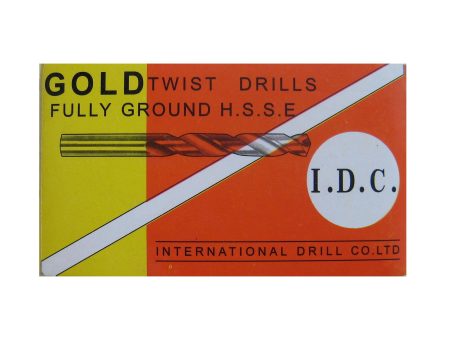 GOLD TWIST DRILLS
FULLY GROUND H.S.S.E
I.D.C.
INTERNATIONAL DRILL CO.LTD